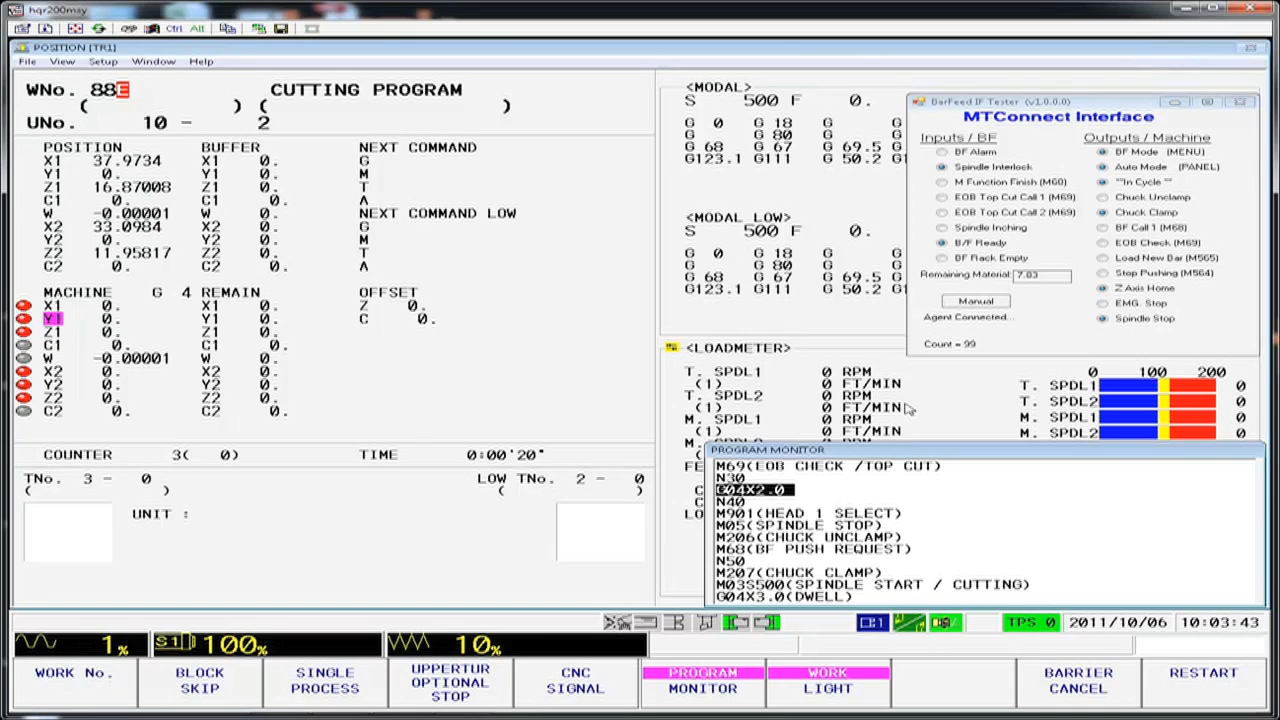 hqr200msy
Ctrl Alt
POSITION [TR1]
File View Setup Window Help
WNo. 88E CUTTING PROGRAM
( ) ( )
UNo. 10 - 2
POSITION BUFFER NEXT COMMAND
X1 37.9734 X1 0. G
Y1 0. Y1 0. M
Z1 16.87008 Z1 0. T
C1 0. C1 0. A
W -0.00001 W 0. NEXT COMMAND LOW
X2 33.0984 X2 0. G
Y2 0. Y2 0. M
Z2 11.95817 Z2 0. T
C2 0. C2 0. A
MACHINE G 4 REMAIN OFFSET
X1 0. X1 0. Z 0.
Y1 0. Y1 0. C 0.
Z1 0. Z1 0.
C1 0. C1 0.
W -0.00001 W 0.
X2 0. X2 0.
Y2 0. Y2 0.
Z2 0. Z2 0.
C2 0. C2 0.
COUNTER 3( 0) TIME 0:00'20"
TNo. 3 - 0 LOW TNo. 2 - 0
( ) ( )
UNIT :
<MODAL>
S 500 F 0.
G 0 G 18 G G
G G 80 G G
G 68 G 67 G 69.5 G
G123.1 G111 G 50.2 G
<MODAL LOW>
S 500 F 0.
G 0 G 18 G G
G G 80 G G
G 68 G 67 G 69.5 G
G123.1 G111 G 50.2 G
BarFeed IF Tester (v1.0.0.0)
MTConnect Interface
Inputs / BF Outputs / Machine
BF Alarm BF Mode (MENU)
Spindle Interlock Auto Mode (PANEL)
M Function Finish (M60) **In Cycle **
EOB Top Cut Call 1 (M69) Chuck Unclamp
EOB Top Cut Call 2 (M69) Chuck Clamp
Spindle Inching BF Call 1 (M68)
B/F Ready EOB Check (M69)
BF Rack Empty Load New Bar (M565)
Remaining Material: 7.83 Stop Pushing (M564)
Manual Z Axis Home
EMG. Stop
Agent Connected... Spindle Stop
Count = 99
<LOADMETER>
T. SPDL1 0 RPM 0 100 200
(1) 0 FT/MIN T. SPDL1 0
T. SPDL2 0 RPM T. SPDL2 0
(1) 0 FT/MIN M. SPDL1 0
M. SPDL1 0 RPM M. SPDL2 0
(1) 0 FT/MIN
PROGRAM MONITOR
M69(EOB CHECK /TOP CUT)
N30
G04X2.0
N40
M901(HEAD 1 SELECT)
M05(SPINDLE STOP)
M206(CHUCK UNCLAMP)
M68(BF PUSH REQUEST)
N50
M207(CHUCK CLAMP)
M03S500(SPINDLE START / CUTTING)
G04X3.0(DWELL)
TPS 0 2011/10/06 10:03:43
1% S1 100% 10%
WORK No. BLOCK SKIP SINGLE PROCESS UPPERTUR OPTIONAL STOP CNC SIGNAL PROGRAM MONITOR WORK LIGHT BARRIER CANCEL RESTART